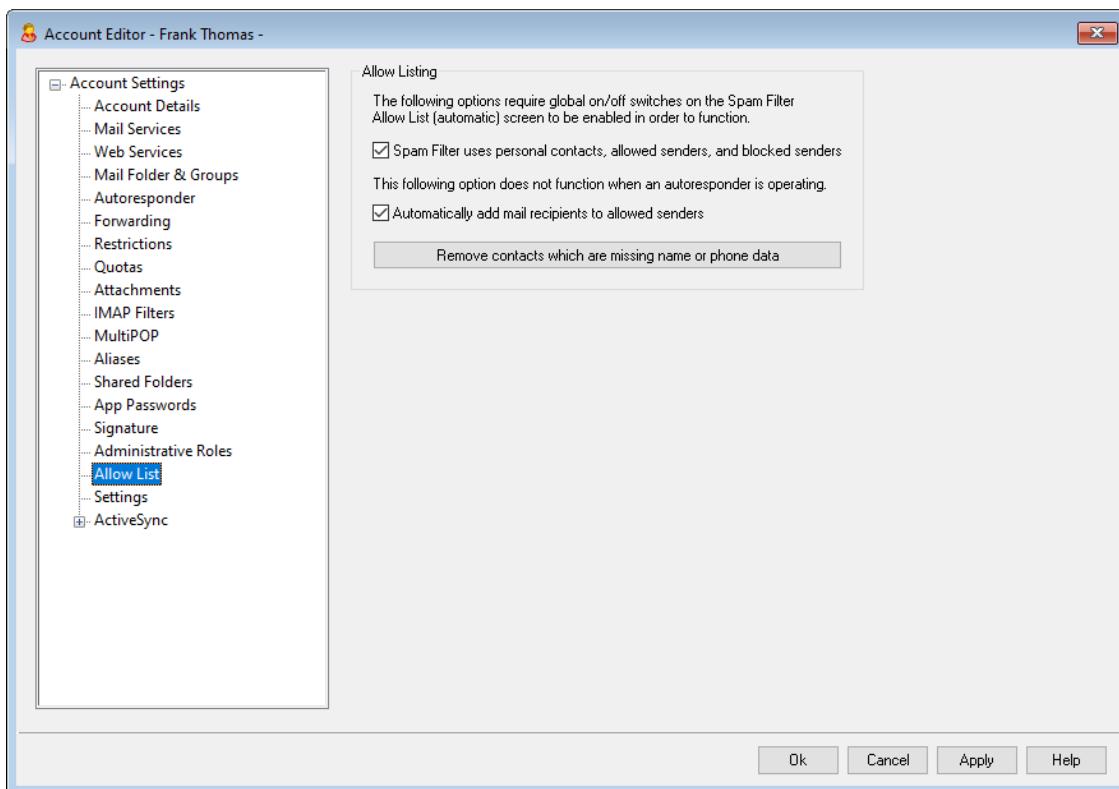 Account Editor - Frank Thomas -
Account Settings
Account Details
Mail Services
Web Services
Mail Folder & Groups
Autoresponder
Forwarding
Restrictions
Quotas
Attachments
IMAP Filters
MultiPOP
Aliases
Shared Folders
App Passwords
Signature
Administrative Roles
Allow List
Settings
ActiveSync
Allow Listing
The following options require global on/off switches on the Spam Filter
Allow List (automatic) screen to be enabled in order to function.
Spam Filter uses personal contacts, allowed senders, and blocked senders
This following option does not function when an autoresponder is operating.
Automatically add mail recipients to allowed senders
Remove contacts which are missing name or phone data
Ok
Cancel
Apply
Help